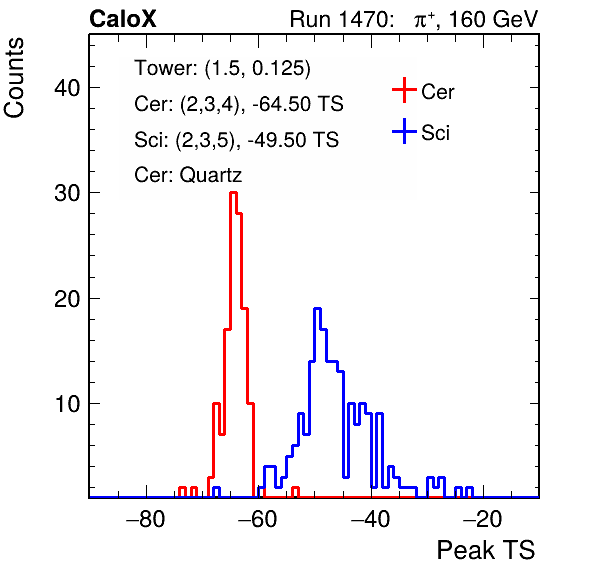 CaloX Run 1470: π⁺, 160 GeV
Counts
Tower: (1.5, 0.125)
Cer: (2,3,4), -64.50 TS
Sci: (2,3,5), -49.50 TS
Cer: Quartz
Cer
Sci
40
30
20
10
−80 −60 −40 −20
Peak TS